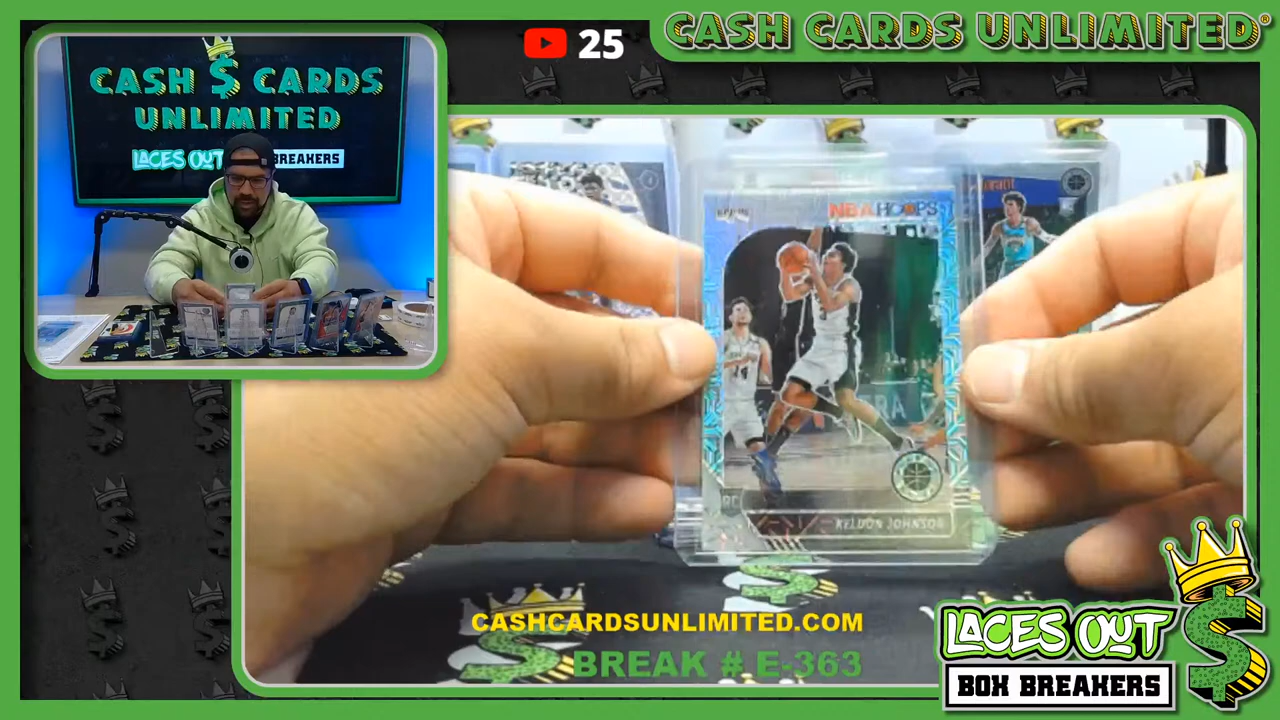 25
CASH CARDS UNLIMITED®
CASH $ CARDS
UNLIMITED
LACES OUT
BREAKERS
NBA HOOPS
14
KELDON JOHNSON
CASHCARDSUNLIMITED.COM
BREAK # E-363
LACES OUT
BOX BREAKERS